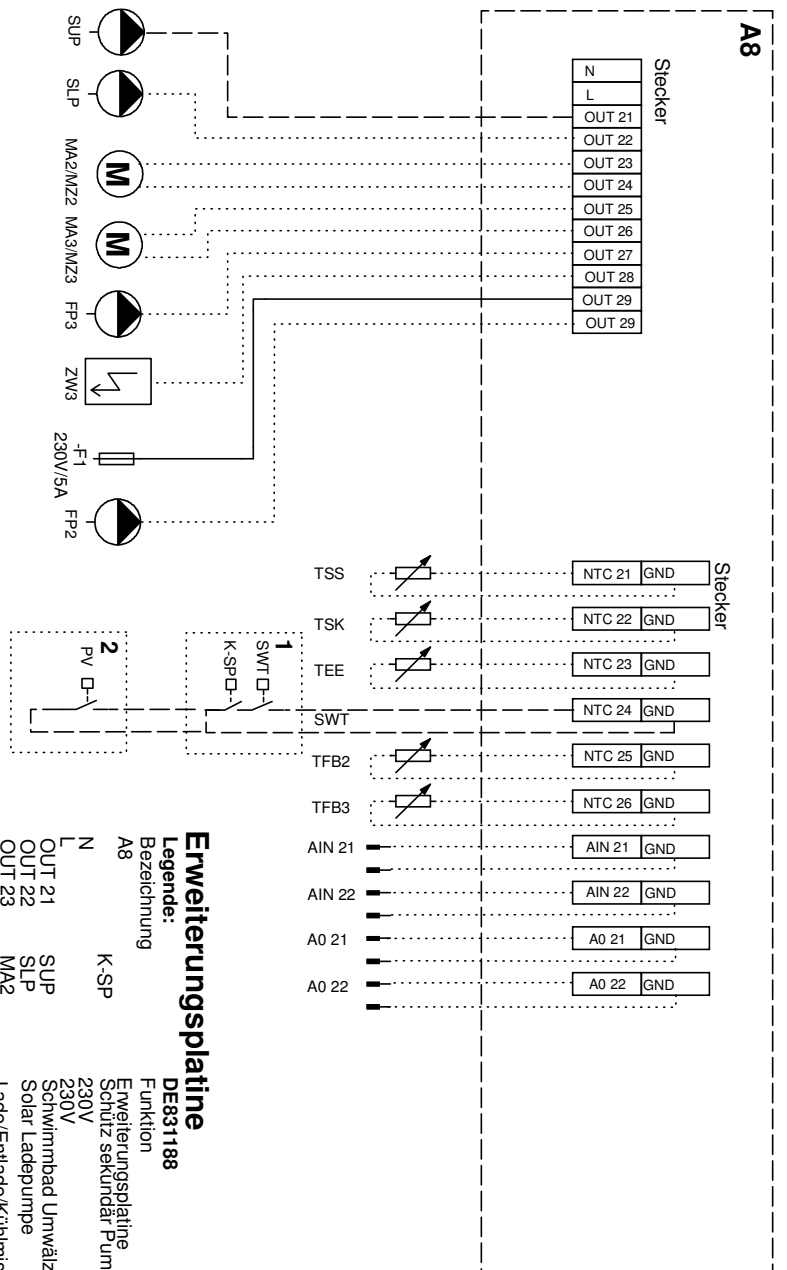 A8
Stecker
N
L
OUT 21
OUT 22
OUT 23
OUT 24
OUT 25
OUT 26
OUT 27
OUT 28
OUT 29
OUT 29
SUP
SLP
M
MA2/MZ2
M
MA3/MZ3
FP3
ZW3
-F1
230V/5A
FP2
Stecker
TSS
NTC 21 GND
TSK
NTC 22 GND
TEE
NTC 23 GND
SWT
NTC 24 GND
TFB2
NTC 25 GND
TFB3
NTC 26 GND
AIN 21
AIN 21 GND
AIN 22
AIN 22 GND
A0 21
A0 21 GND
A0 22
A0 22 GND
1
SWT
K-SP
2
PV
Erweiterungsplatine
Legende: DE831188
Bezeichnung Funktion
A8 Erweiterungsplatine
K-SP Schütz sekundär
N 230V
L 230V
OUT 21 SUP Schwimmbad
OUT 22 SLP Solar Ladepumpe
OUT 23 MA2